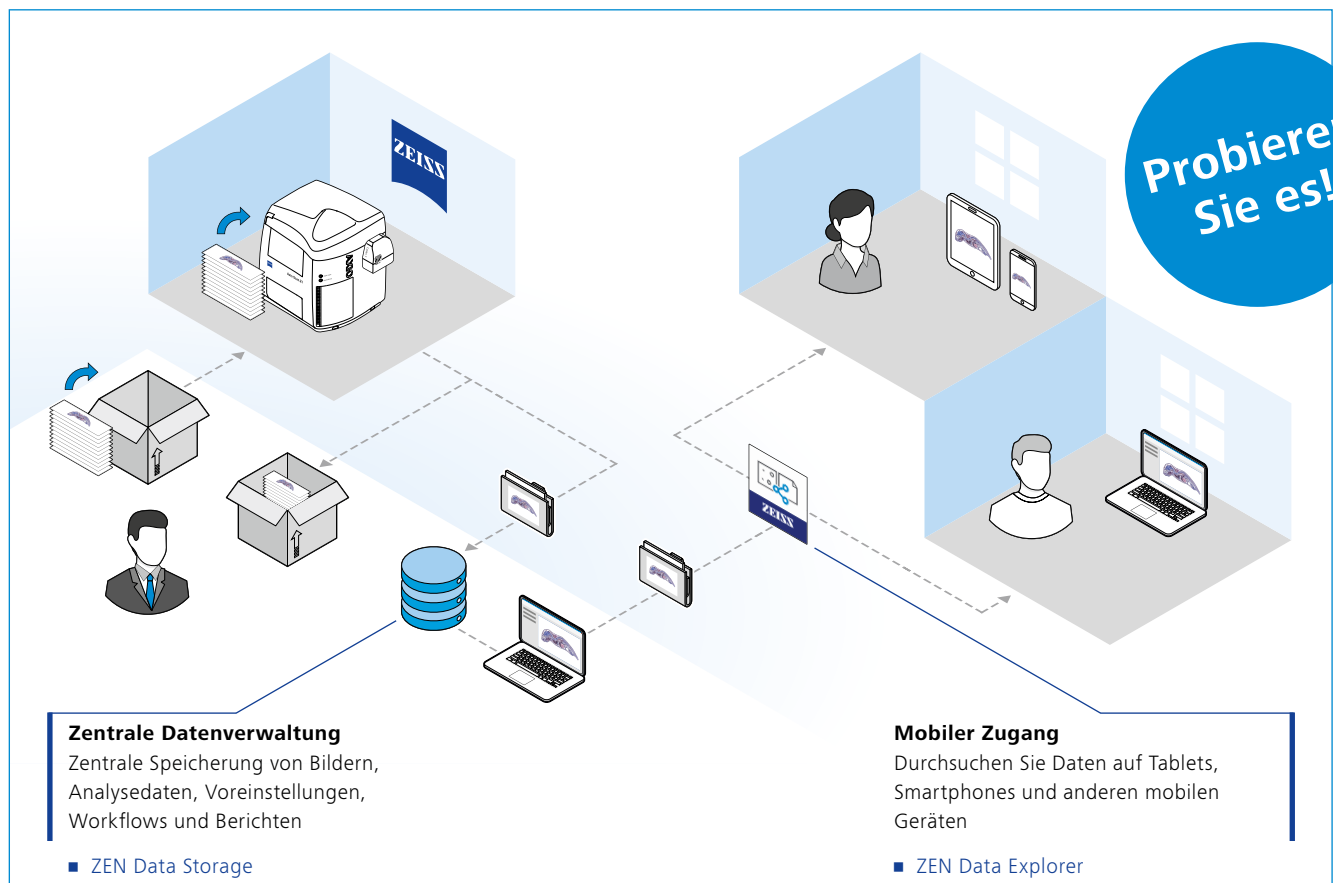 ZEISS
Probieren
Sie es!
ZEISS
Zentrale Datenverwaltung
Zentrale Speicherung von Bildern,
Analysedaten, Voreinstellungen,
Workflows und Berichten
■ ZEN Data Storage
Mobiler Zugang
Durchsuchen Sie Daten auf Tablets,
Smartphones und anderen mobilen
Geräten
■ ZEN Data Explorer